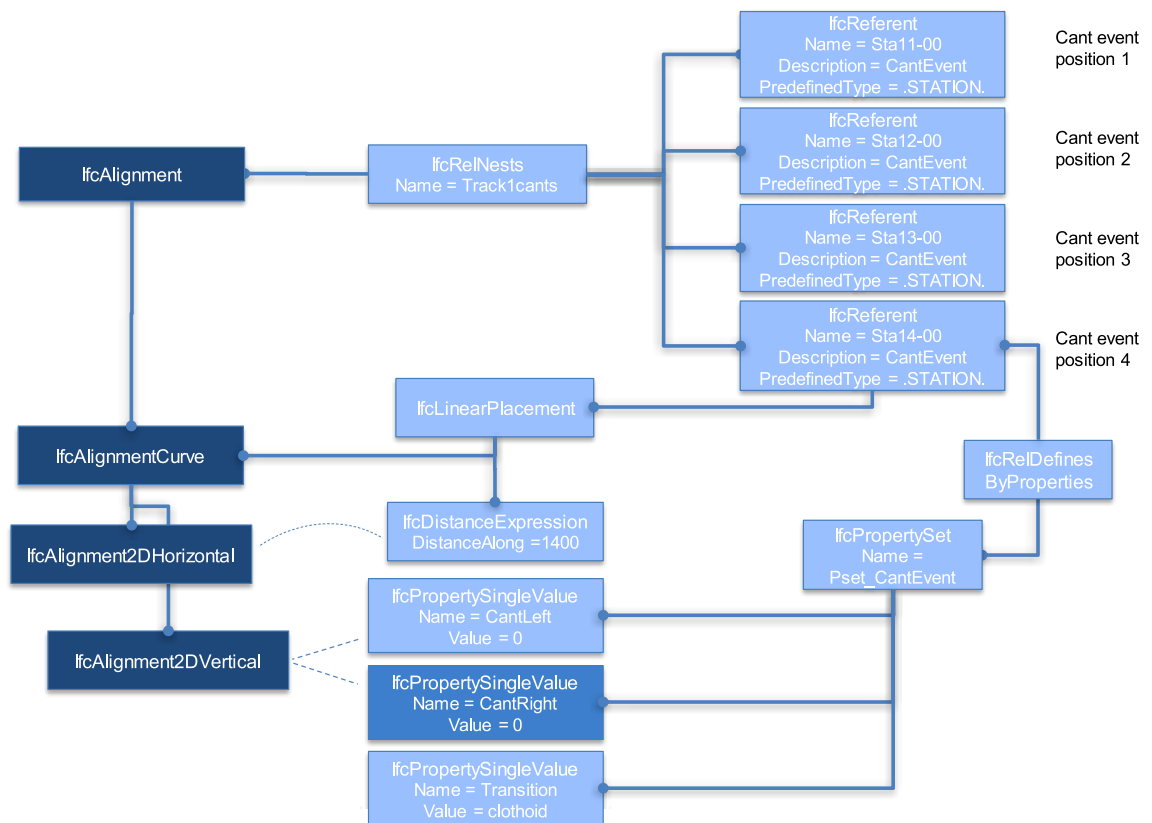 IfcReferent
Name = Sta11-00
Description = CantEvent
PredefinedType = .STATION.
Cant event
position 1
IfcReferent
Name = Sta12-00
Description = CantEvent
PredefinedType = .STATION.
Cant event
position 2
IfcAlignment
IfcRelNests
Name = Track1cants
IfcReferent
Name = Sta13-00
Description = CantEvent
PredefinedType = .STATION.
Cant event
position 3
IfcReferent
Name = Sta14-00
Description = CantEvent
PredefinedType = .STATION.
Cant event
position 4
IfcLinearPlacement
IfcAlignmentCurve
IfcRelDefines
ByProperties
IfcDistanceExpression
DistanceAlong =1400
IfcAlignment2DHorizontal
IfcPropertySet
Name =
Pset_CantEvent
IfcPropertySingleValue
Name = CantLeft
Value = 0
IfcAlignment2DVertical
IfcPropertySingleValue
Name = CantRight
Value = 0
IfcPropertySingleValue
Name = Transition
Value = clothoid